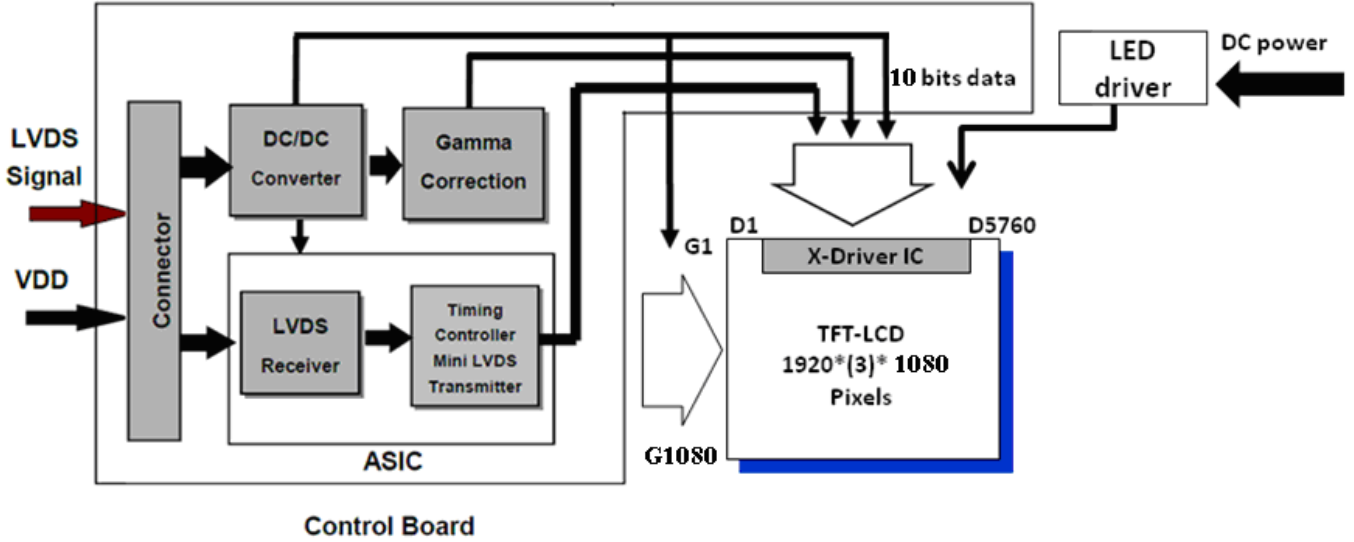 LVDS
Signal
VDD
Connector
DC/DC
Converter
Gamma
Correction
LVDS
Receiver
Timing
Controller
Mini LVDS
Transmitter
ASIC
Control Board
10 bits data
LED
driver
DC power
G1
G1080
D1
D5760
X-Driver IC
TFT-LCD
1920*(3)* 1080
Pixels